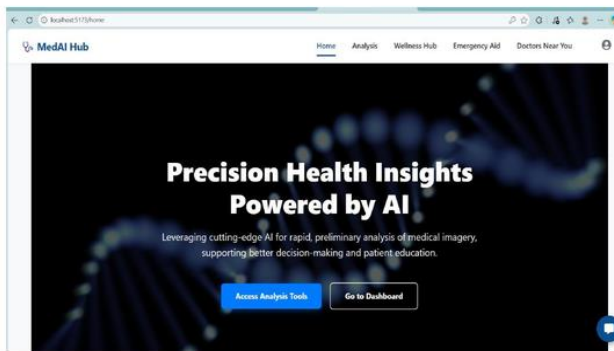 localhost:5173/home
MedAI Hub
Home Analysis Wellness Hub Emergency Aid Doctors Near You
Precision Health Insights
Powered by AI
Leveraging cutting-edge AI for rapid, preliminary analysis of medical imagery,
supporting better decision-making and patient education.
Access Analysis Tools Go to Dashboard